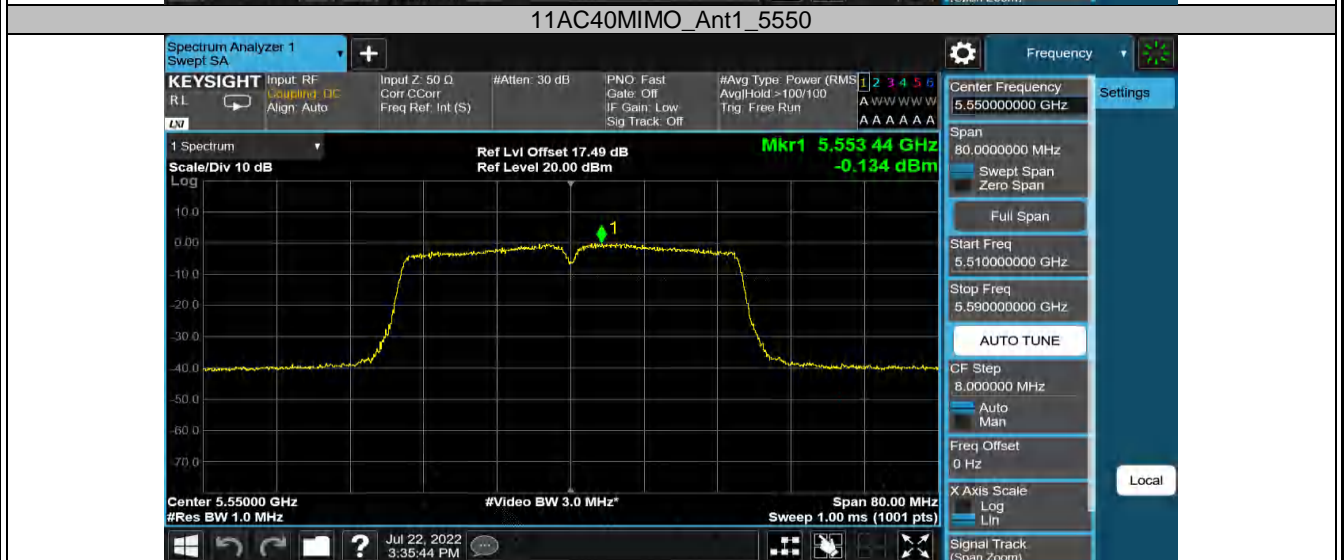 (Span Zoom)
11AC40MIMO_Ant1_5550
Spectrum Analyzer 1
Swept SA
+
Frequency
KEYSIGHT
RL
LXI
Input: RF
Coupling: DC
Align: Auto
Input Z: 50 Ω
Corr CCorr
Freq Ref: Int (S)
#Atten: 30 dB
PNO: Fast
Gate: Off
IF Gain: Low
Sig Track: Off
#Avg Type: Power (RMS
Avg|Hold:>100/100
Trig: Free Run
1 2 3 4 5 6
A W W W W W
A A A A A A
Center Frequency
5.550000000 GHz
Settings
Span
80.0000000 MHz
Swept Span
Zero Span
Full Span
Start Freq
5.510000000 GHz
Stop Freq
5.590000000 GHz
AUTO TUNE
CF Step
8.000000 MHz
Auto
Man
Freq Offset
0 Hz
X Axis Scale
Log
Lin
Local
Signal Track
(Span Zoom)
1 Spectrum
Scale/Div 10 dB
Log
Ref Lvl Offset 17.49 dB
Ref Level 20.00 dBm
Mkr1 5.553 44 GHz
-0.134 dBm
1
10.0
0.00
-10.0
-20.0
-30.0
-40.0
-50.0
-60.0
-70.0
Center 5.55000 GHz
#Res BW 1.0 MHz
#Video BW 3.0 MHz*
Span 80.00 MHz
Sweep 1.00 ms (1001 pts)
?
Jul 22, 2022
3:35:44 PM